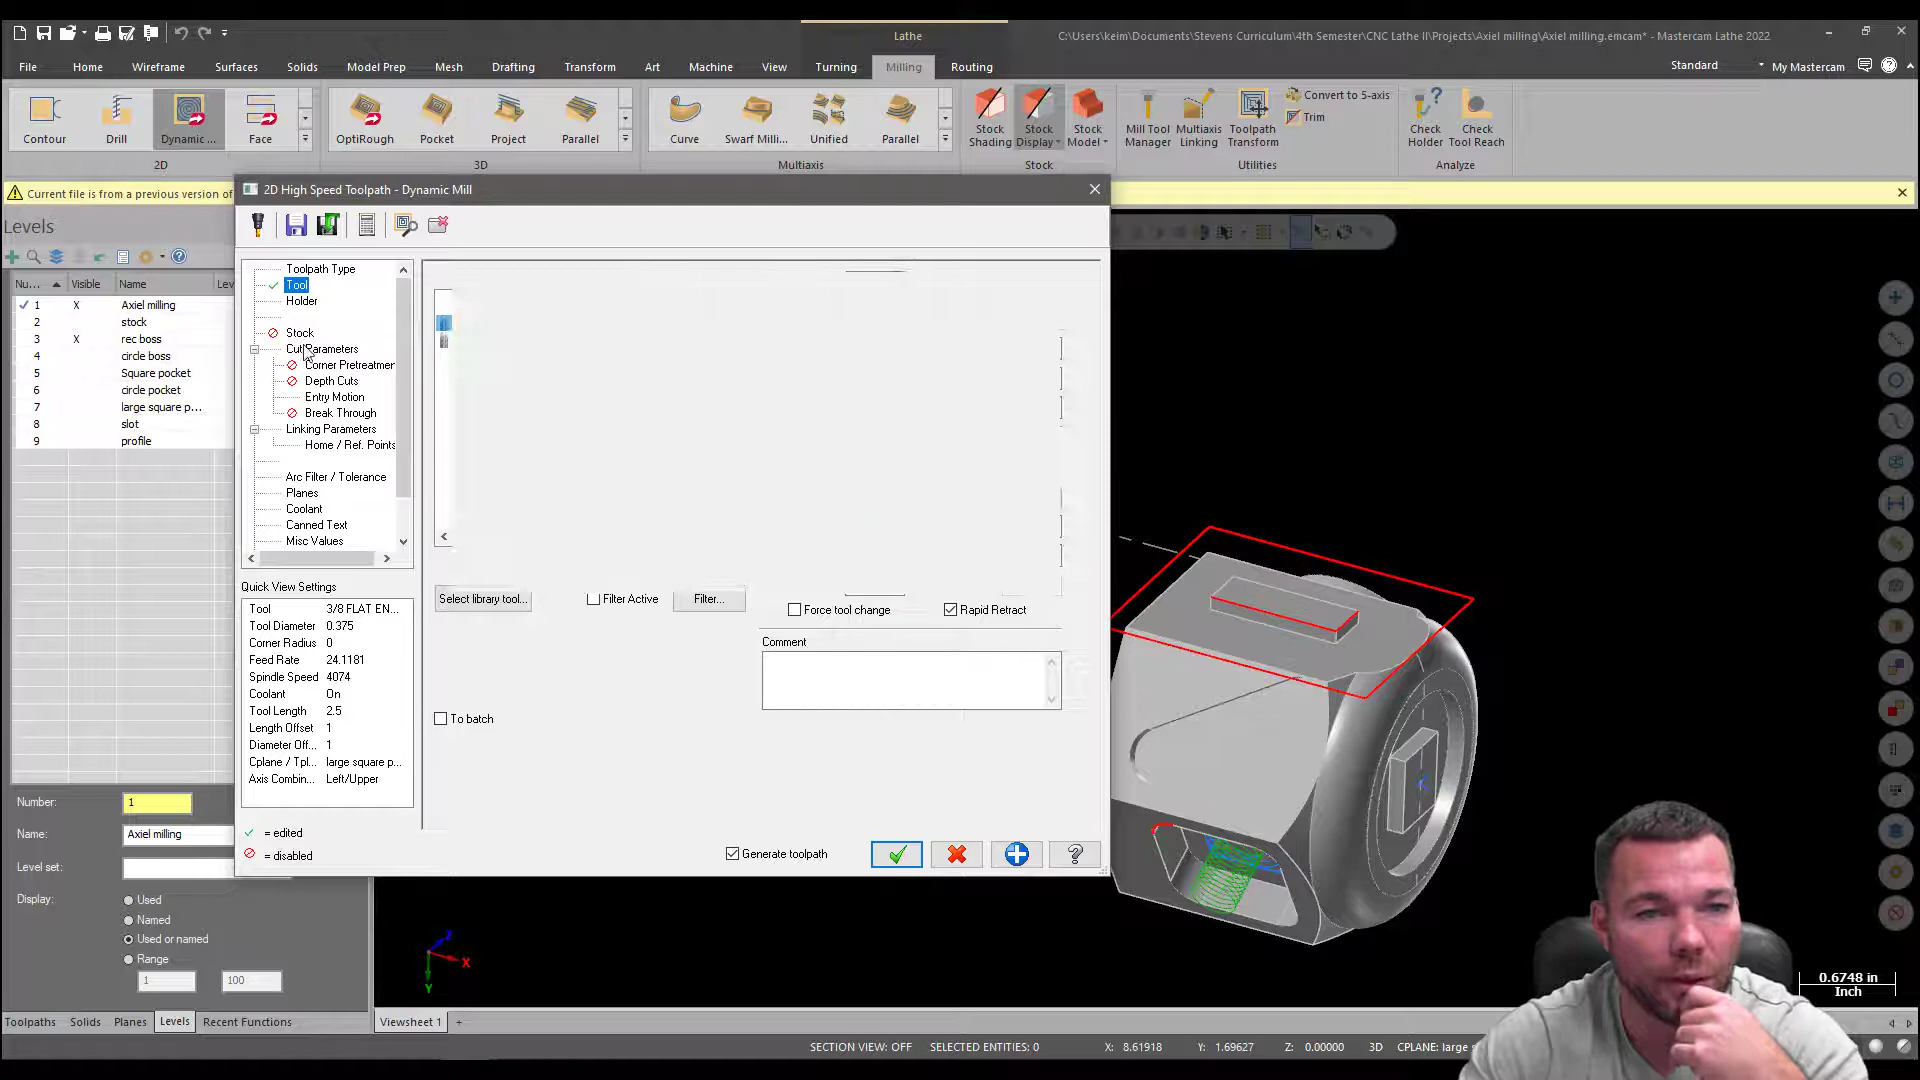 Lathe
C:\Users\keim\Documents\Stevens Curriculum\4th Semester\CNC Lathe II\Projects\Axiel milling\Axiel milling.emcam* - Mastercam Lathe 2022
File Home Wireframe Surfaces Solids Model Prep Mesh Drafting Transform Art Machine View Turning Milling Routing
Standard My Mastercam
Contour Drill Dynamic ... Face
2D
OptiRough Pocket Project Parallel
3D
Curve Swarf Milli... Unified Parallel
Multiaxis
Stock Shading Stock Display Stock Model
Stock
Mill Tool Manager Multiaxis Linking Toolpath Transform
Convert to 5-axis
Trim
Utilities
Check Holder Check Tool Reach
Analyze
Current file is from a previous version of
Levels
Nu... Visible Name Lev
1 X Axiel milling
2 stock
3 X rec boss
4 circle boss
5 Square pocket
6 circle pocket
7 large square p...
8 slot
9 profile
Number: 1
Name: Axiel milling
Level set:
Display: Used
Named
Used or named
Range
1 100
Toolpaths Solids Planes Levels Recent Functions
2D High Speed Toolpath - Dynamic Mill
Toolpath Type
Tool
Holder
Stock
Cut Parameters
Corner Pretreatmen
Depth Cuts
Entry Motion
Break Through
Linking Parameters
Home / Ref. Points
Arc Filter / Tolerance
Planes
Coolant
Canned Text
Misc Values
Quick View Settings
Tool 3/8 FLAT EN...
Tool Diameter 0.375
Corner Radius 0
Feed Rate 24.1181
Spindle Speed 4074
Coolant On
Tool Length 2.5
Length Offset 1
Diameter Off... 1
Cplane / Tpl... large square p...
Axis Combin... Left/Upper
= edited
= disabled
Select library tool... Filter Active Filter...
Force tool change Rapid Retract
Comment
To batch
Generate toolpath
X
Y
Z
Viewsheet 1 +
0.6748 in
Inch
SECTION VIEW: OFF SELECTED ENTITIES: 0 X: 8.61918 Y: 1.69627 Z: 0.00000 3D CPLANE: large